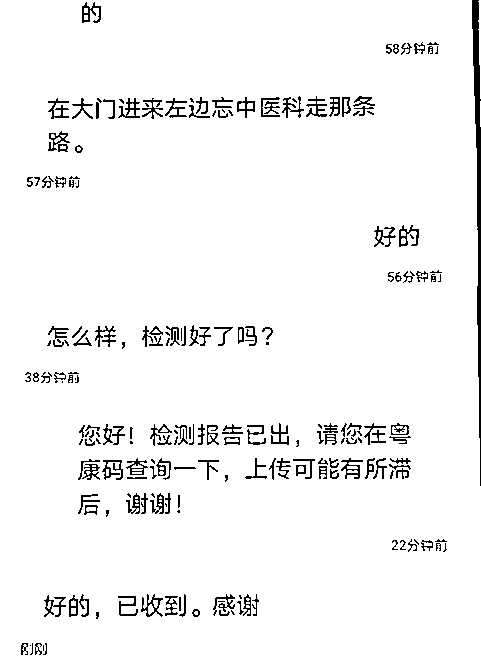 的
58分钟前
在大门进来左边忘中医科走那条
路。
57分钟前
好的
56分钟前
怎么样，检测好了吗？
38分钟前
您好！检测报告已出，请您在粤
康码查询一下，上传可能有所滞
后，谢谢！
22分钟前
好的，已收到。感谢
刚刚